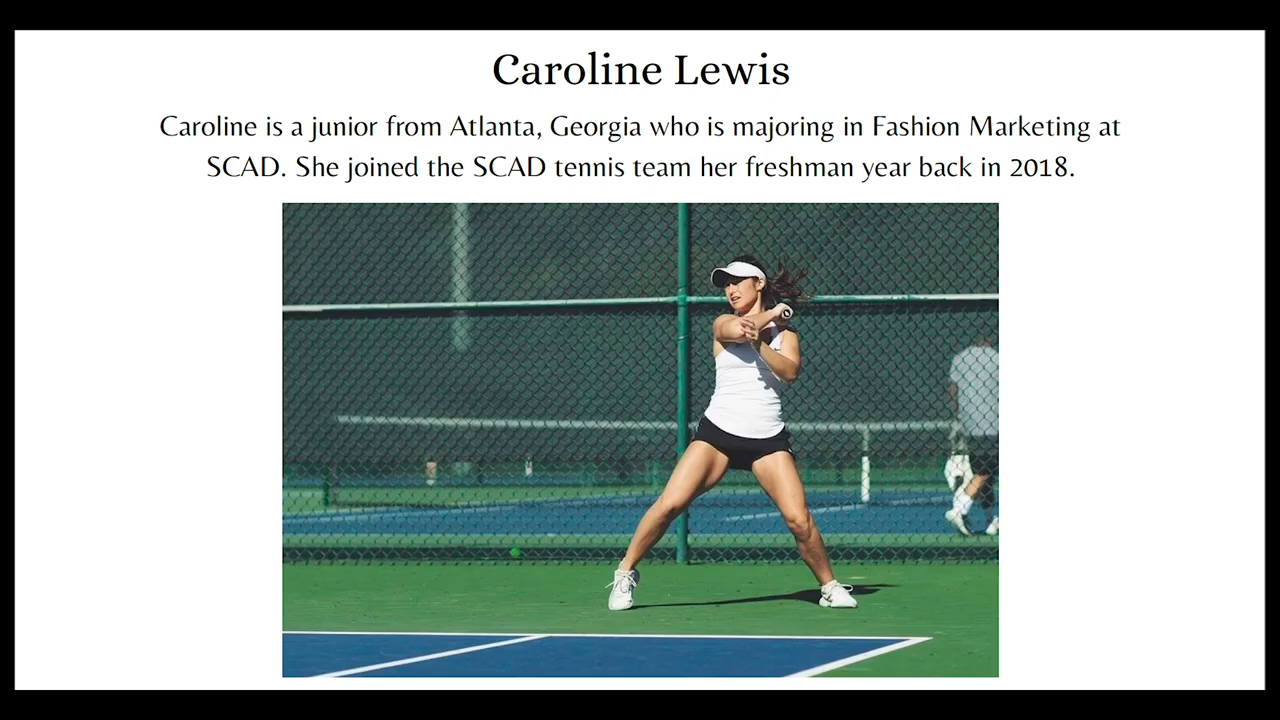 Caroline Lewis
Caroline is a junior from Atlanta, Georgia who is majoring in Fashion Marketing at
SCAD. She joined the SCAD tennis team her freshman year back in 2018.